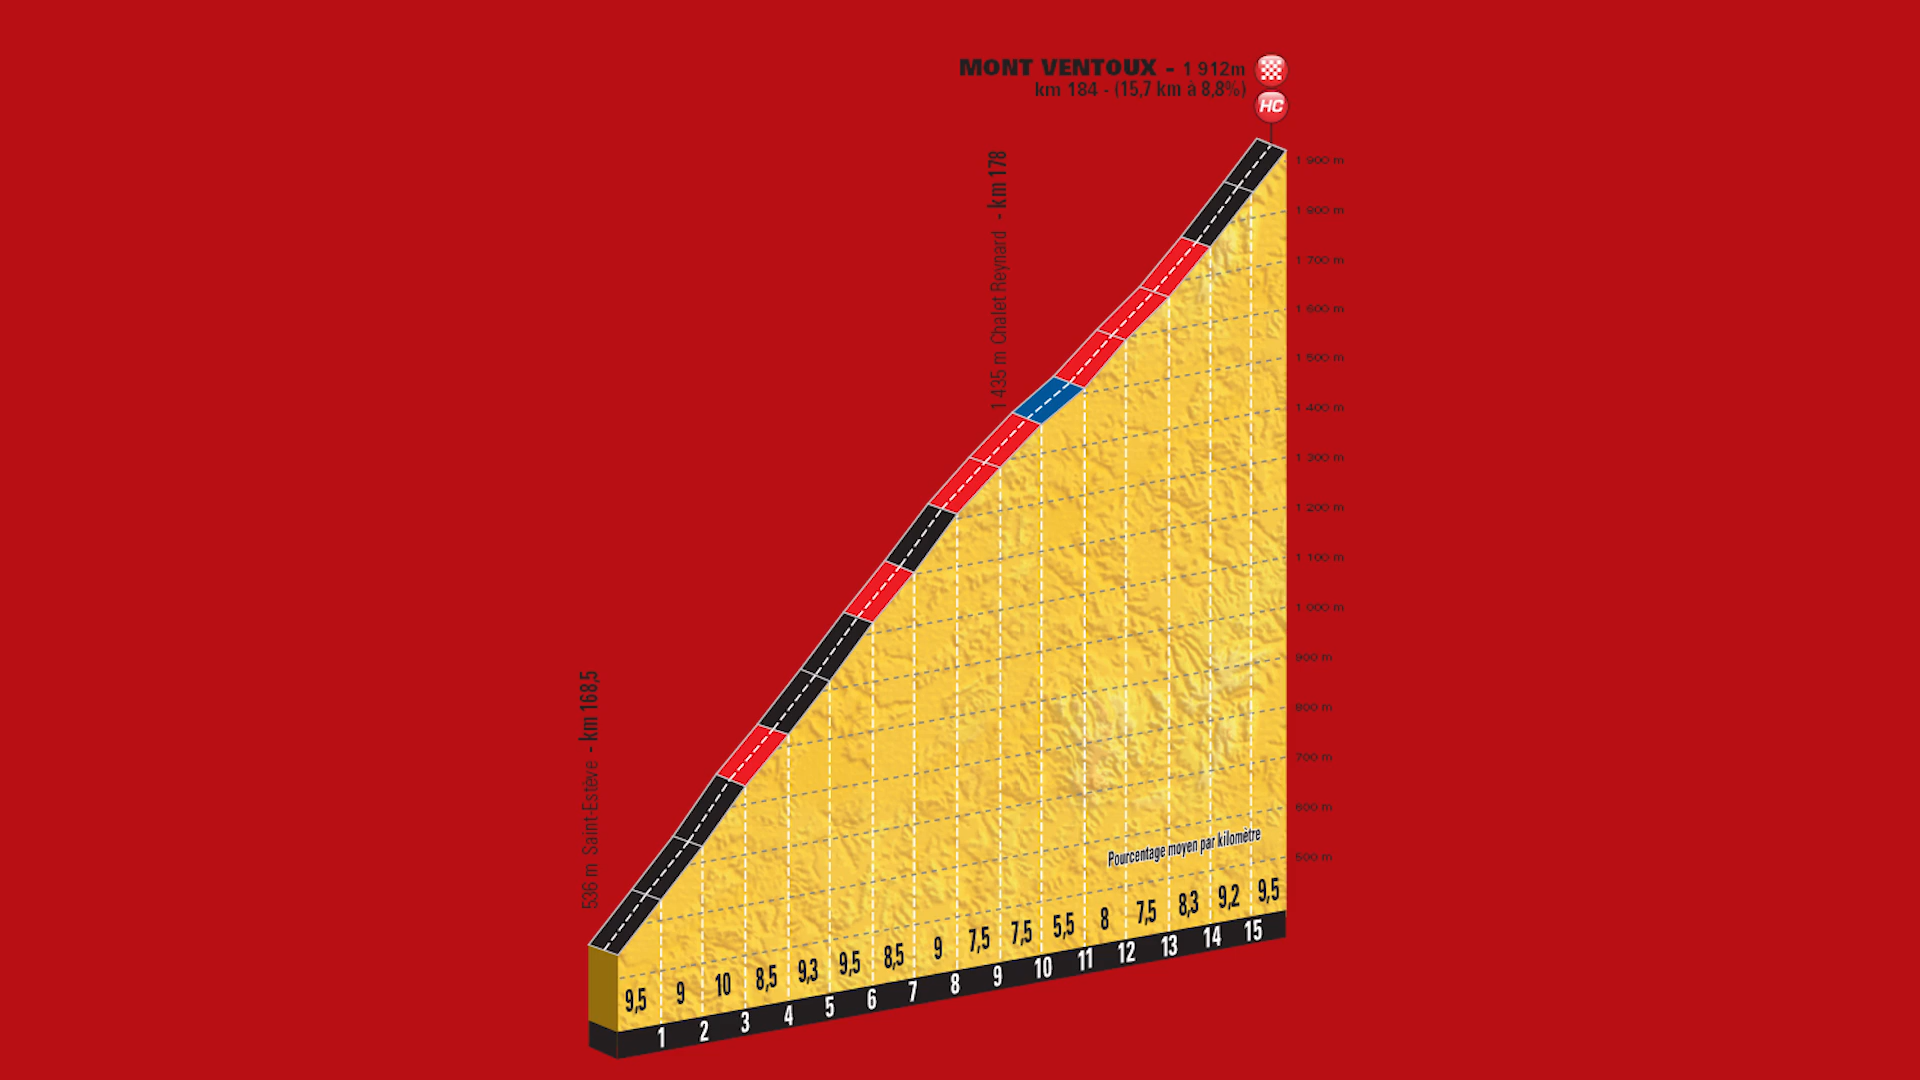 MONT VENTOUX - 1 912m
km 184 - (15,7 km à 8,8%)
HC
1 435 m Chalet Reynard - km 178
536 m Saint-Estève - km 168,5
1 900 m
1 800 m
1 700 m
1 600 m
1 500 m
1 400 m
1 300 m
1 200 m
1 100 m
1 000 m
900 m
800 m
700 m
600 m
500 m
Pourcentage moyen par kilomètre
9,5 9 10 8,5 9,3 9,5 8,5 9 7,5 7,5 5,5 8 7,5 8,3 9,2 9,5
1 2 3 4 5 6 7 8 9 10 11 12 13 14 15